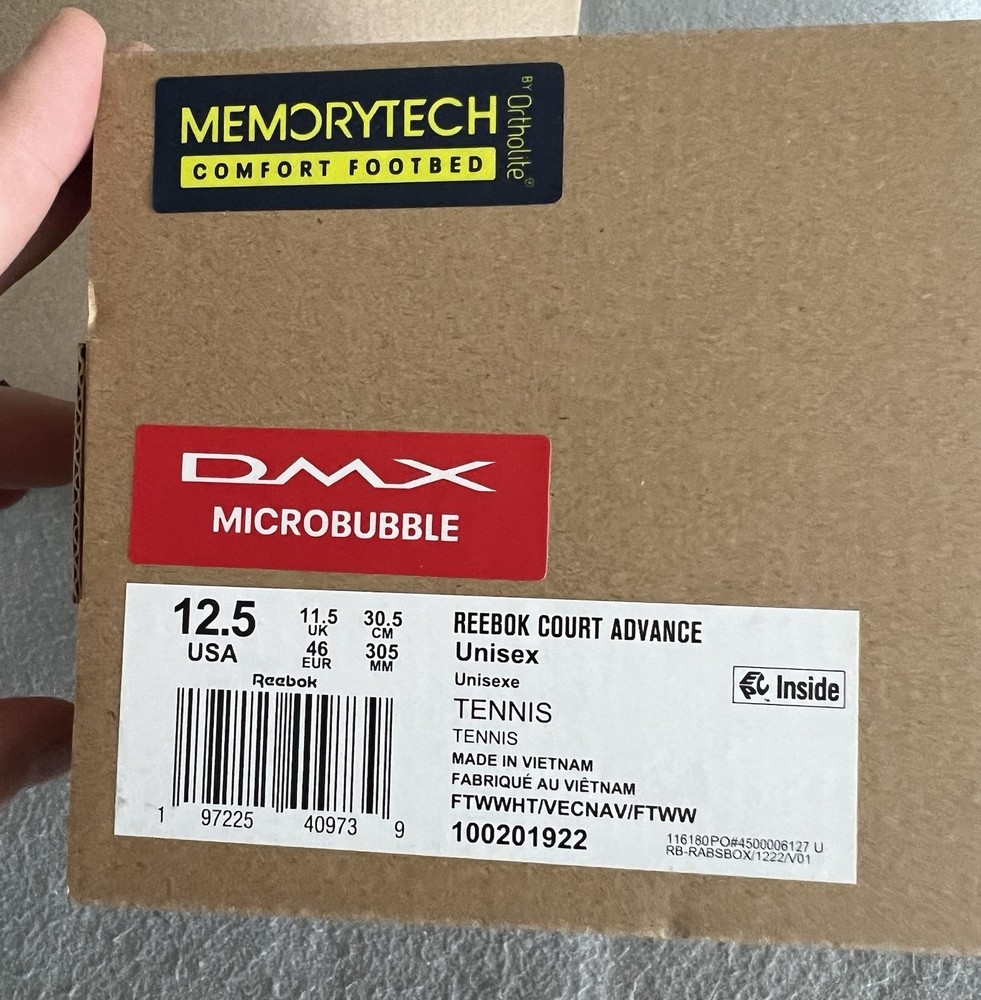 MEMORYTECH
COMFORT FOOTBED
BY Ortholite®
DMX
MICROBUBBLE
12.5
USA
11.5
UK
46
EUR
30.5
CM
305
MM
Reebok
1 97225 40973 9
REEBOK COURT ADVANCE
Unisex
Unisexe
TENNIS
TENNIS
MADE IN VIETNAM
FABRIQUÉ AU VIÊTNAM
FTWWHT/VECNAV/FTWW
100201922
Inside
116180PO#4500006127 U
RB-RABSBOX/1222/V01